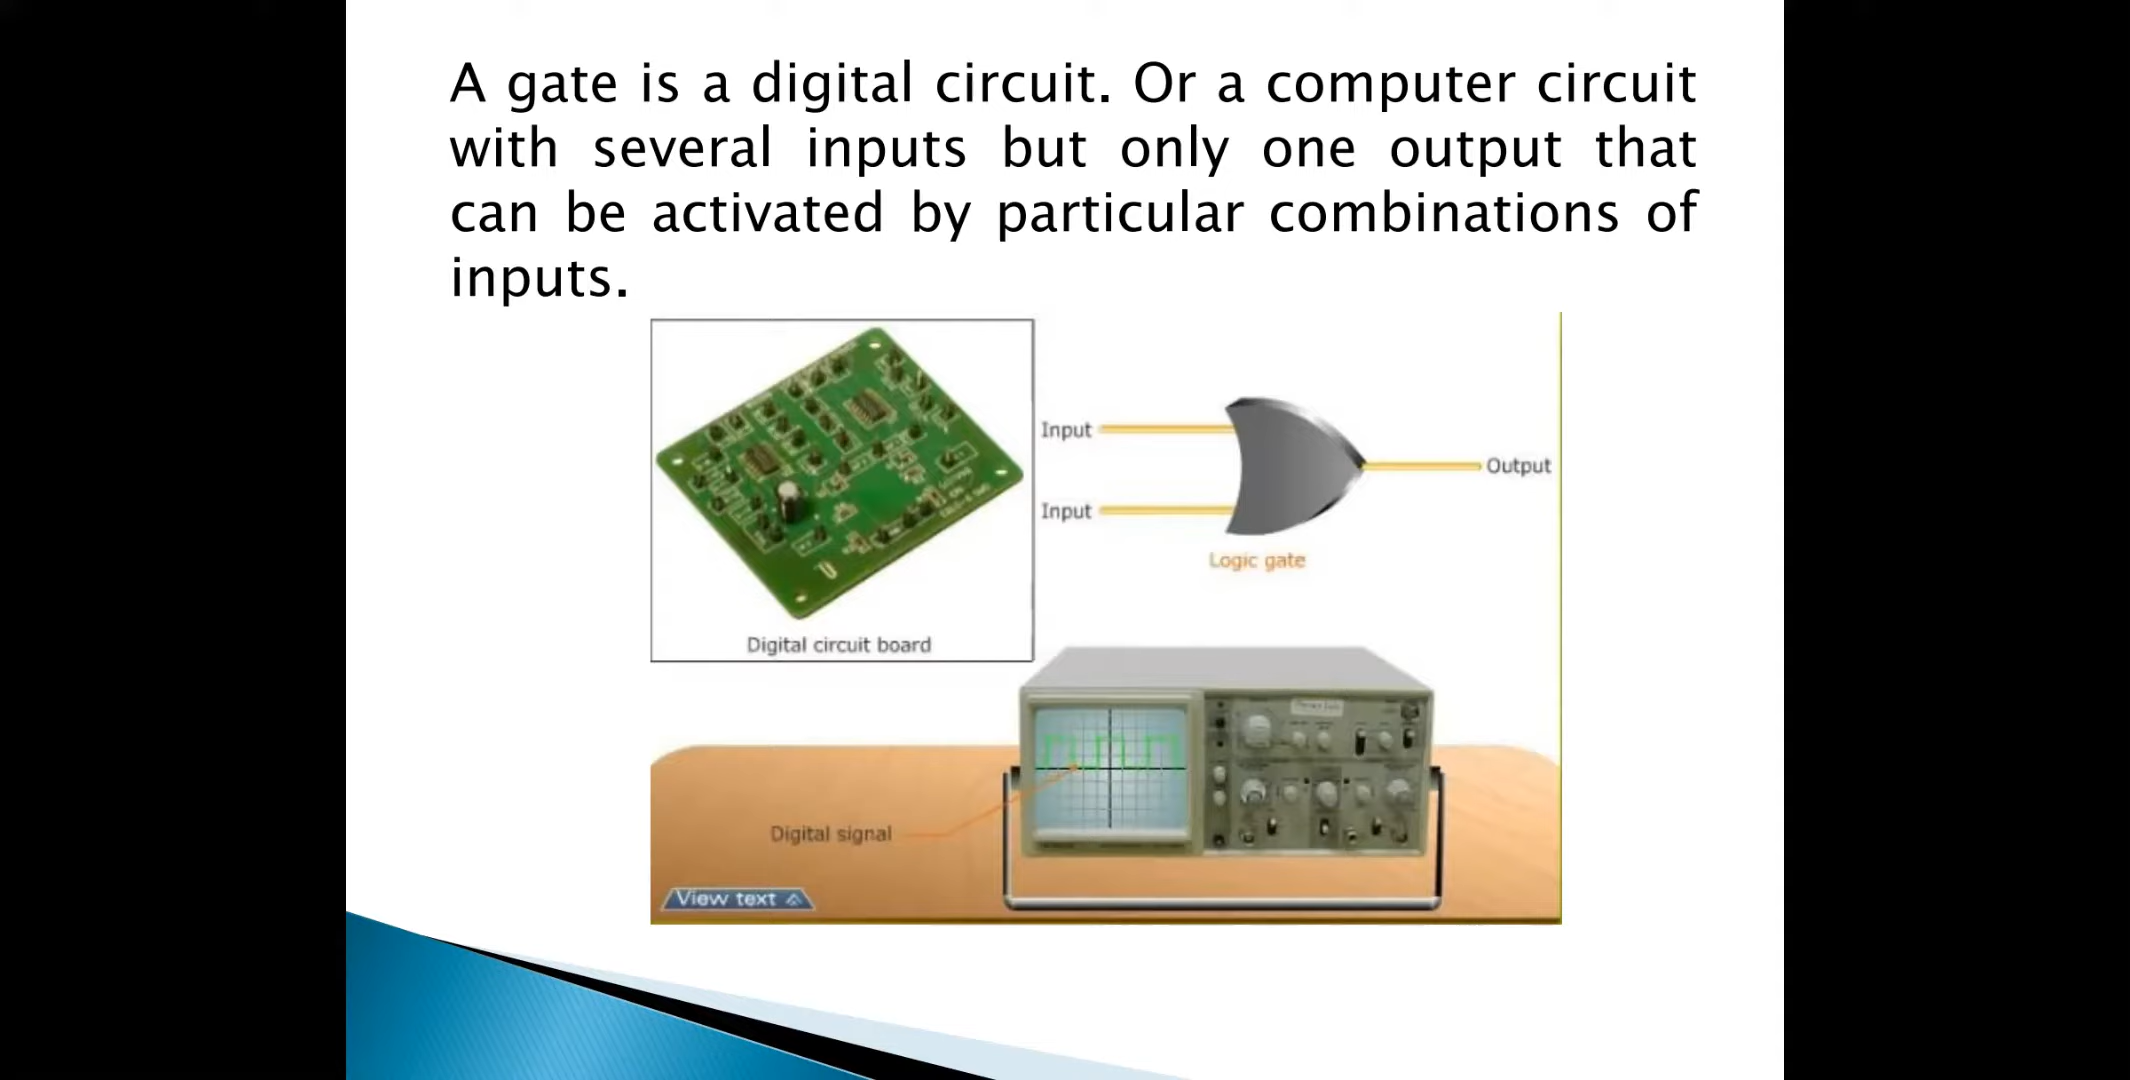 A gate is a digital circuit. Or a computer circuit
with several inputs but only one output that
can be activated by particular combinations of
inputs.
Input
Input
Output
Logic gate
Digital circuit board
Digital signal
View text